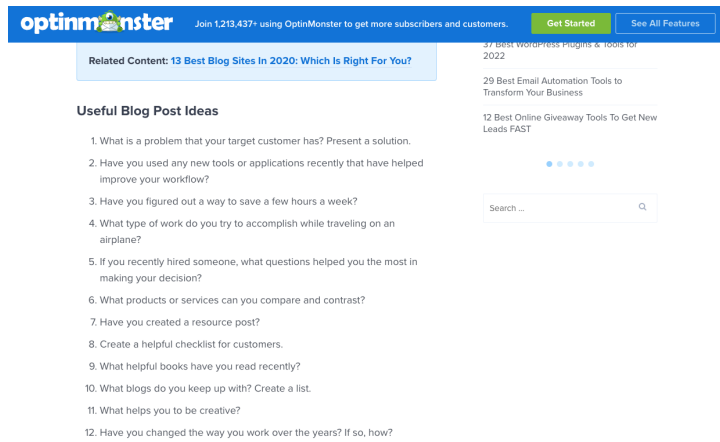 optinmonster
Join 1,213,437+ using OptinMonster to get more subscribers and customers.
Get Started
See All Features
Related Content: 13 Best Blog Sites In 2020: Which Is Right For You?
Useful Blog Post Ideas
1. What is a problem that your target customer has? Present a solution.
2. Have you used any new tools or applications recently that have helped
improve your workflow?
3. Have you figured out a way to save a few hours a week?
4. What type of work do you try to accomplish while traveling on an
airplane?
5. If you recently hired someone, what questions helped you the most in
making your decision?
6. What products or services can you compare and contrast?
7. Have you created a resource post?
8. Create a helpful checklist for customers.
9. What helpful books have you read recently?
10. What blogs do you keep up with? Create a list.
11. What helps you to be creative?
12. Have you changed the way you work over the years? If so, how?
37 Best WordPress Plugins & Tools for
2022
29 Best Email Automation Tools to
Transform Your Business
12 Best Online Giveaway Tools To Get New
Leads FAST
Search ...